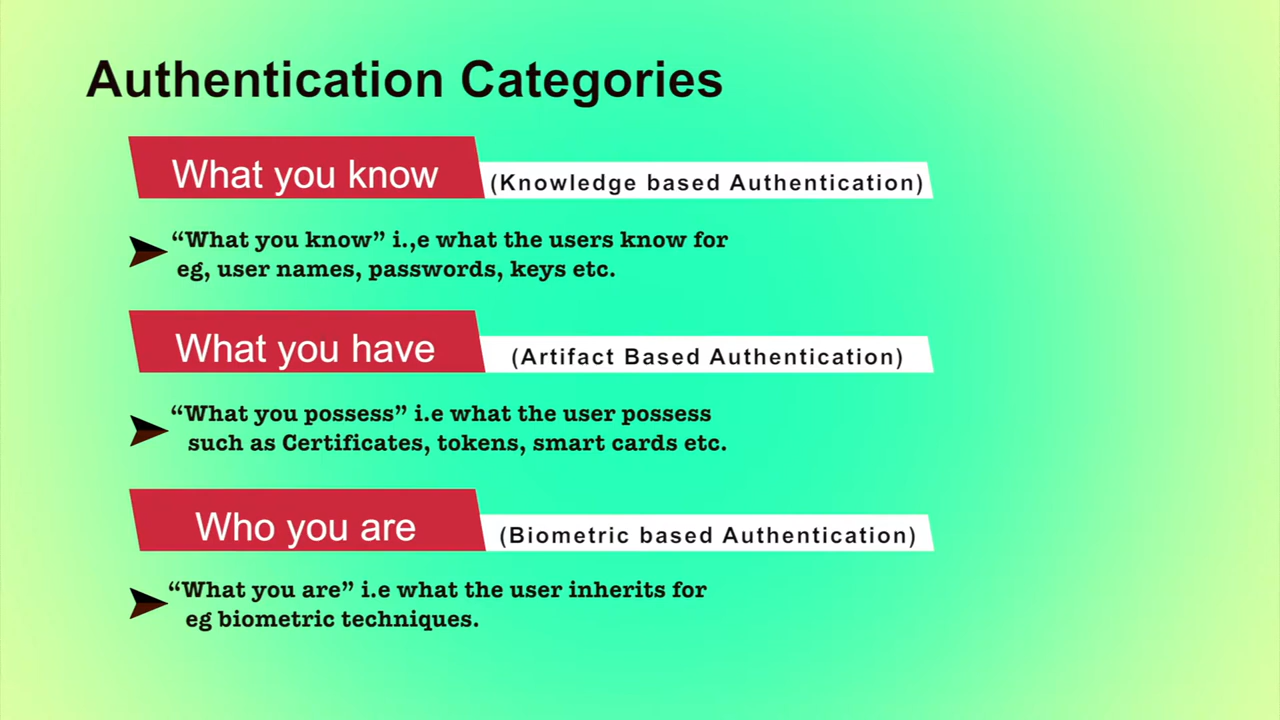 Authentication Categories
What you know
(Knowledge based Authentication)
“What you know” i.,e what the users know for
eg, user names, passwords, keys etc.
What you have
(Artifact Based Authentication)
“What you possess” i.e what the user possess
such as Certificates, tokens, smart cards etc.
Who you are
(Biometric based Authentication)
“What you are” i.e what the user inherits for
eg biometric techniques.